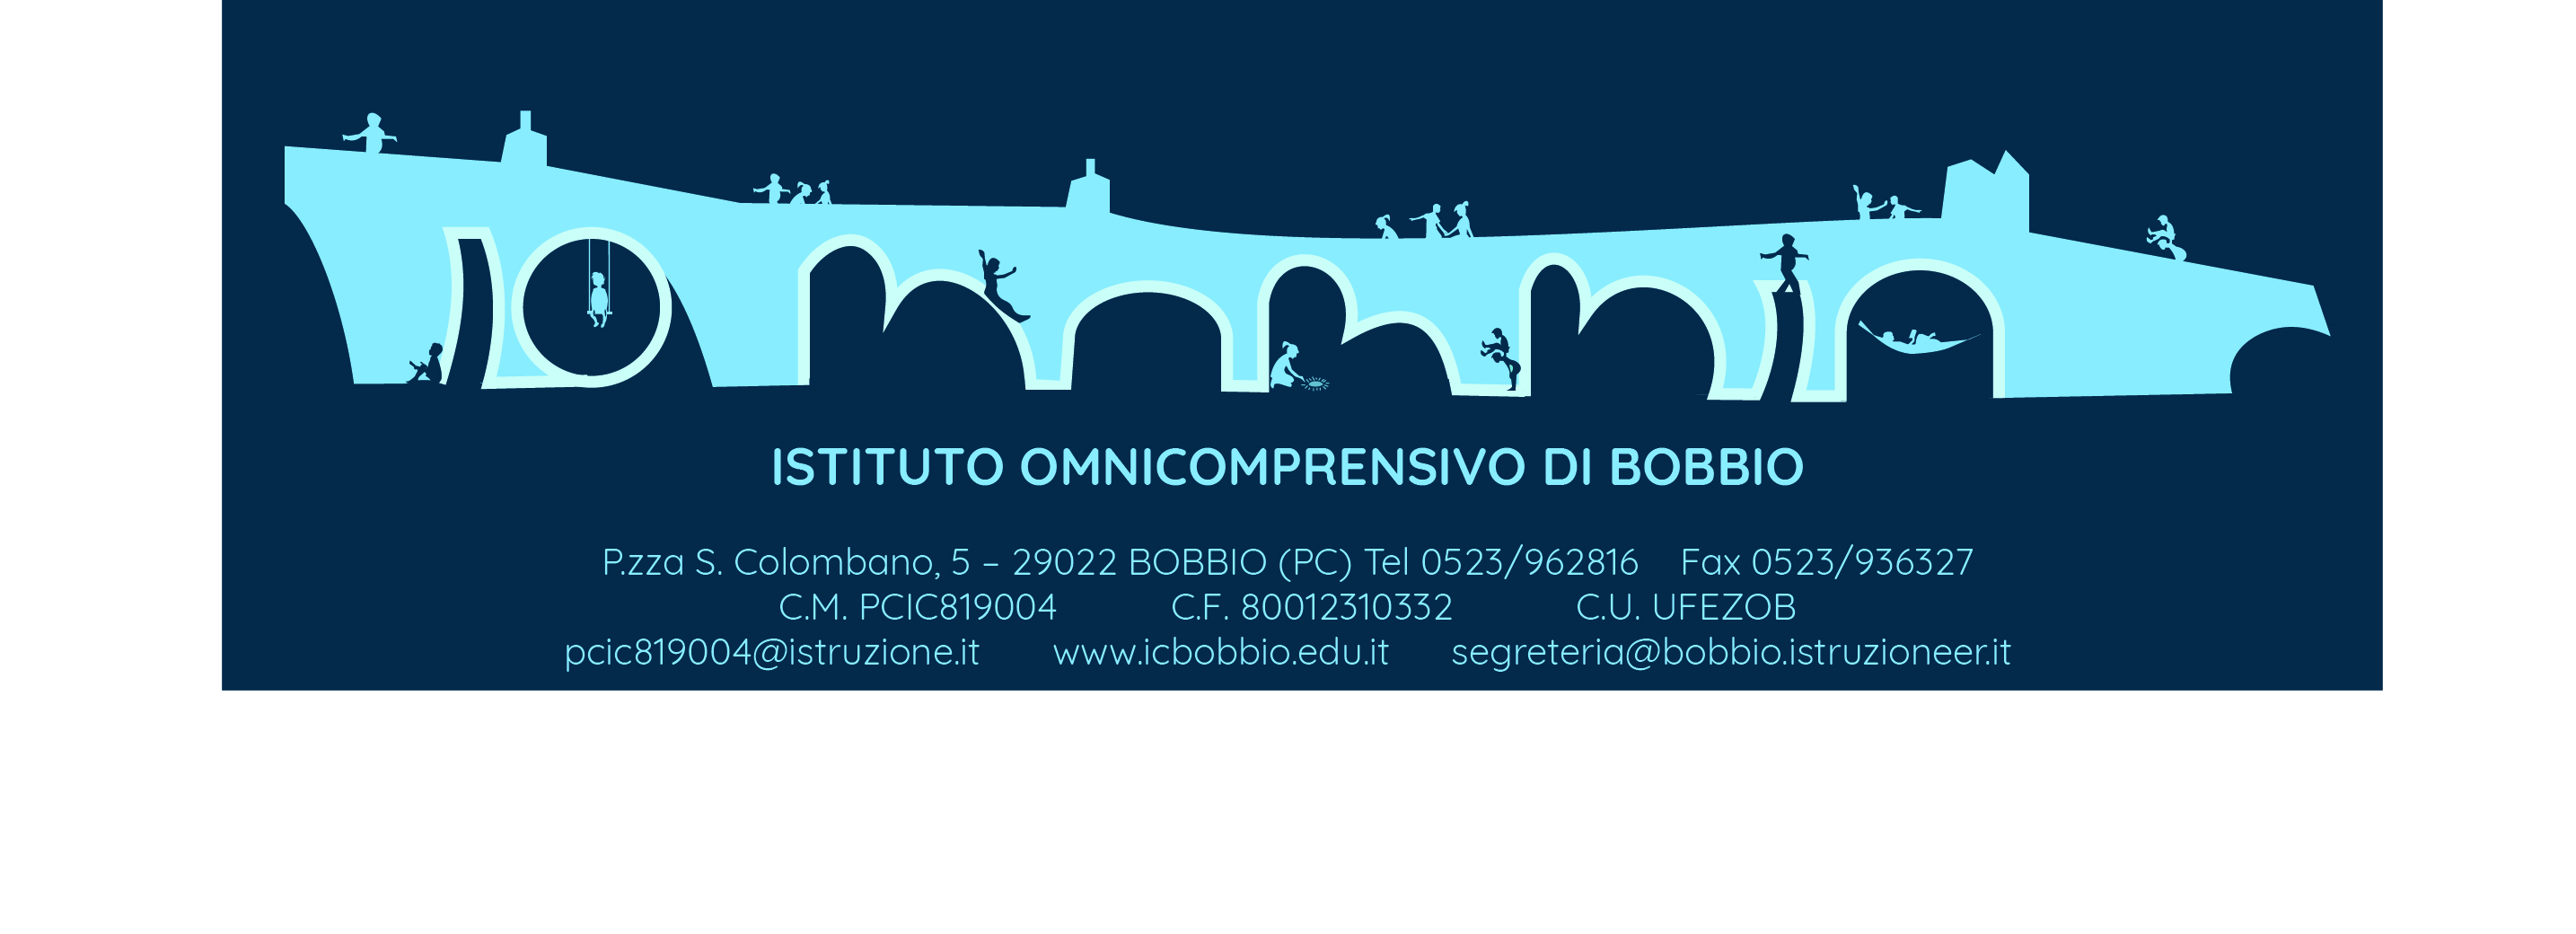 ISTITUTO OMNICOMPRENSIVO DI BOBBIO
P.zza S. Colombano, 5 – 29022 BOBBIO (PC) Tel 0523/962816 Fax 0523/936327
C.M. PCIC819004 C.F. 80012310332 C.U. UFEZOB
pcic819004@istruzione.it www.icbobbio.edu.it segreteria@bobbio.istruzioneer.it